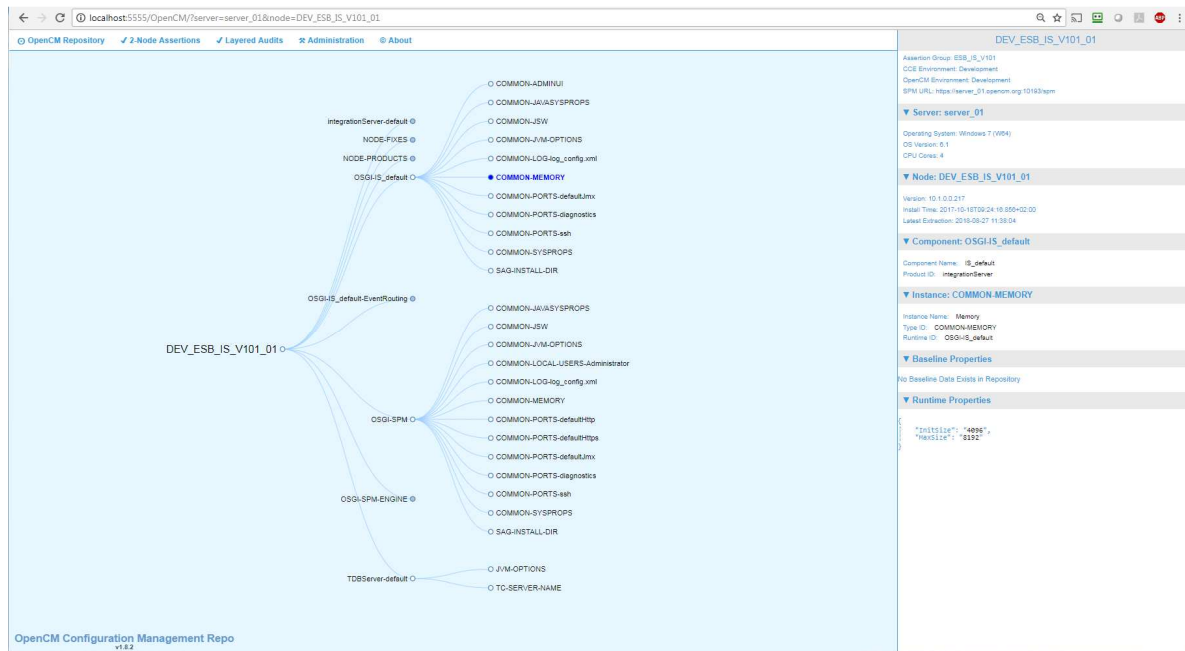 localhost:5555/OpenCM/?server=server_01&node=DEV_ESB_IS_V101_01
OpenCM Repository
2-Node Assertions
Layered Audits
Administration
© About
integrationServer-default
NODE-FIXES
NODE-PRODUCTS
OSGI-IS_default
COMMON-ADMINUI
COMMON-JAVASYSPROPS
COMMON-JSW
COMMON-JVM-OPTIONS
COMMON-LOG-log_config.xml
COMMON-MEMORY
COMMON-PORTS-defaultJmx
COMMON-PORTS-diagnostics
COMMON-PORTS-ssh
COMMON-SYSPROPS
SAG-INSTALL-DIR
OSGI-IS_default-EventRouting
DEV_ESB_IS_V101_01
OSGI-SPM
COMMON-JAVASYSPROPS
COMMON-JSW
COMMON-JVM-OPTIONS
COMMON-LOCAL-USERS-Administrator
COMMON-LOG-log_config.xml
COMMON-MEMORY
COMMON-PORTS-defaultHttp
COMMON-PORTS-defaultHttps
COMMON-PORTS-defaultJmx
COMMON-PORTS-diagnostics
COMMON-PORTS-ssh
COMMON-SYSPROPS
SAG-INSTALL-DIR
OSGI-SPM-ENGINE
TDBServer-default
JVM-OPTIONS
TC-SERVER-NAME
OpenCM Configuration Management Repo
v1.8.2
DEV_ESB_IS_V101_01
Assertion Group: ESB_IS_V101
CCE Environment: Development
OpenCM Environment: Development
SPM URL: https://server_01.opencm.org:10193/spm
▼ Server: server_01
Operating System: Windows 7 (W64)
OS Version: 6.1
CPU Cores: 4
▼ Node: DEV_ESB_IS_V101_01
Version: 10.1.0.0.217
Install Time: 2017-10-18T09:24:16.856+02:00
Latest Extraction: 2018-08-27 11:38:04
▼ Component: OSGI-IS_default
Component Name: IS_default
Product ID: integrationServer
▼ Instance: COMMON-MEMORY
Instance Name: Memory
Type ID: COMMON-MEMORY
Runtime ID: OSGI-IS_default
▼ Baseline Properties
No Baseline Data Exists in Repository
▼ Runtime Properties
{
"InitSize": "4096",
"MaxSize": "8192"
}